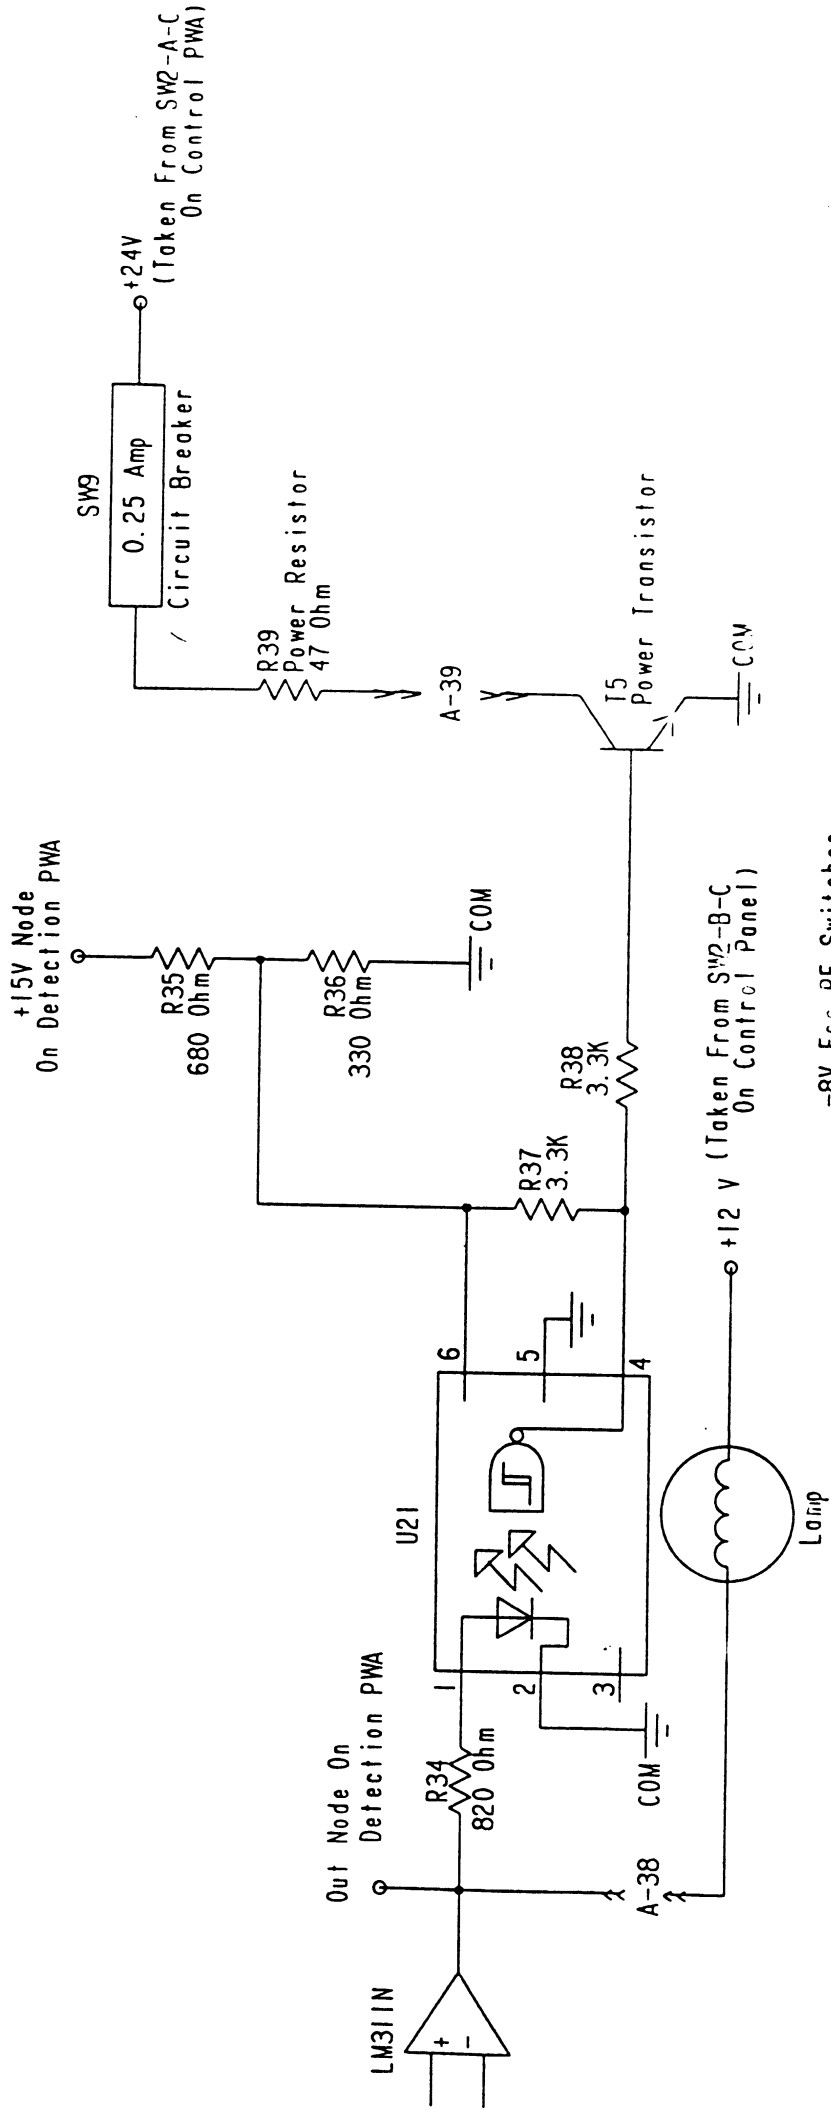 SW9
0.25 Amp
Circuit Breaker
+24V
(Taken From SW2-A-C
On Control PWA)
+15V Node
On Detection PWA
R35
680 Ohm
R36
330 Ohm
COM
R39
Power Resistor
47 Ohm
A-39
T5
Power Transistor
COM
Out Node On
Detection PWA
LM311N
+
-
R34
820 Ohm
U21
1
2
3
6
5
4
COM
R37
3.3K
R38
3.3K
A-38
Lamp
+12 V (Taken From SW2-B-C
On Control Panel)
-8V
Switches